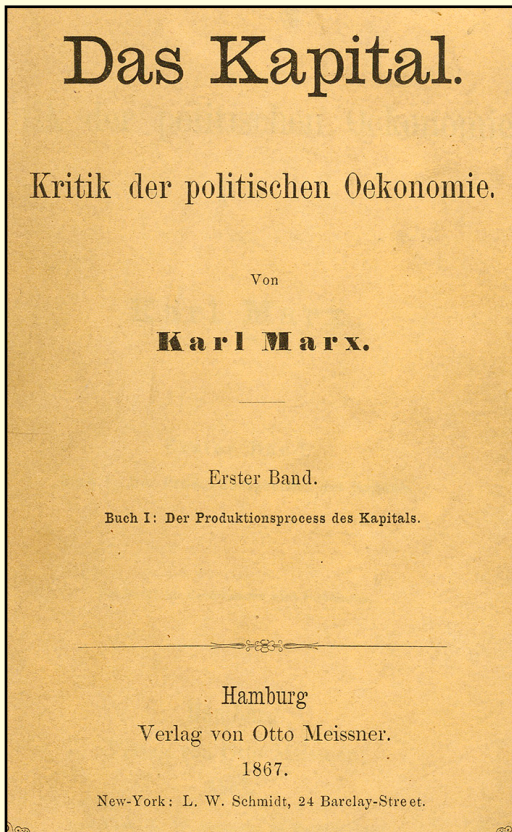 Das Kapital.
Kritik der politischen Oekonomie.
Von
Karl Marx.
Erster Band.
Buch I: Der Produktionsprocess des Kapitals.
Hamburg
Verlag von Otto Meissner.
1867.
New-York: L. W. Schmidt, 24 Barclay-Street.